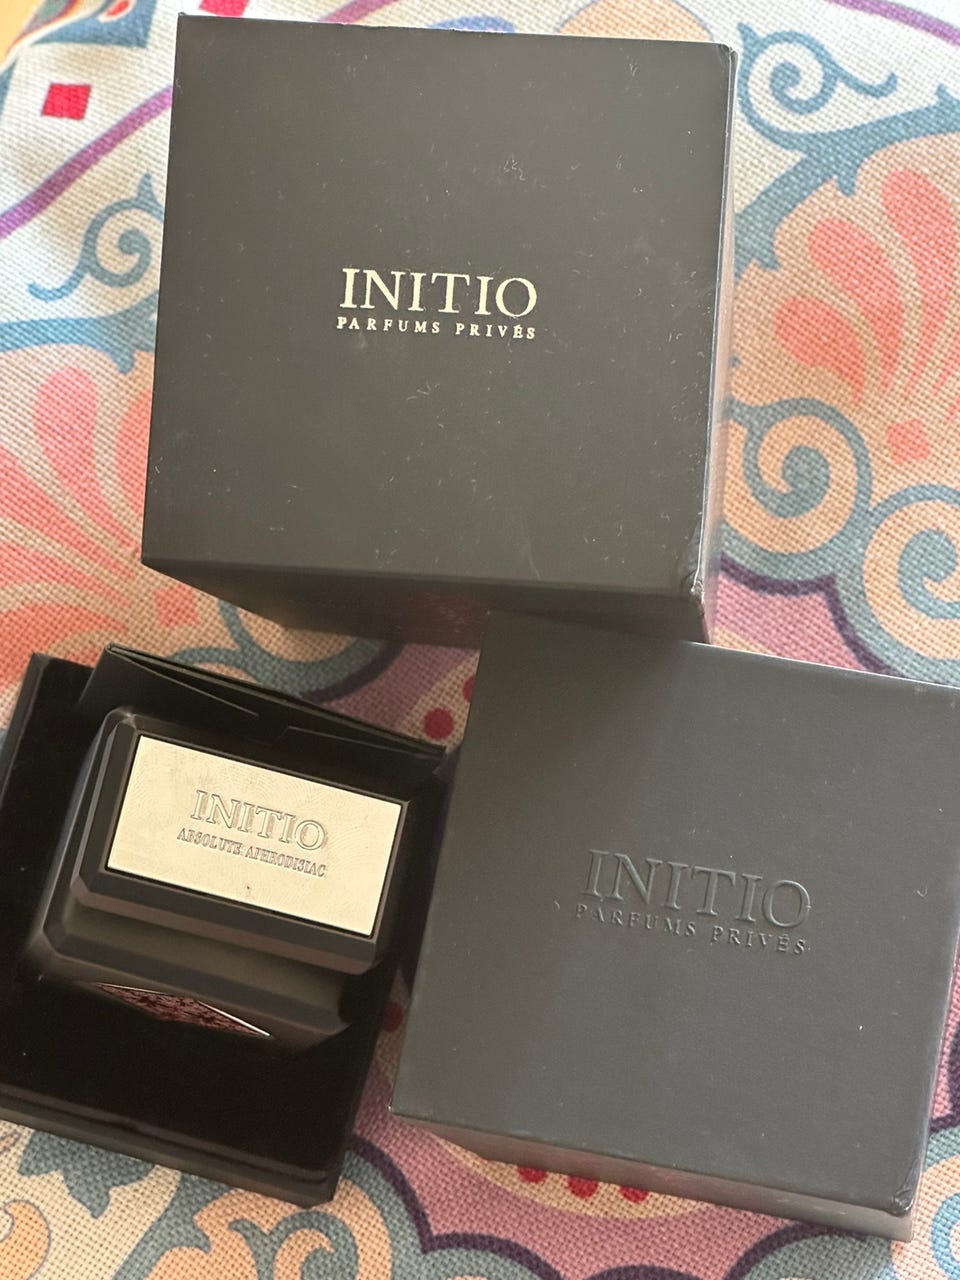 INITIO
PARFUMS PRIVÉS
INITIO
ABSOLUTE APHRODISIAC
INITIO
PARFUMS PRIVÉS